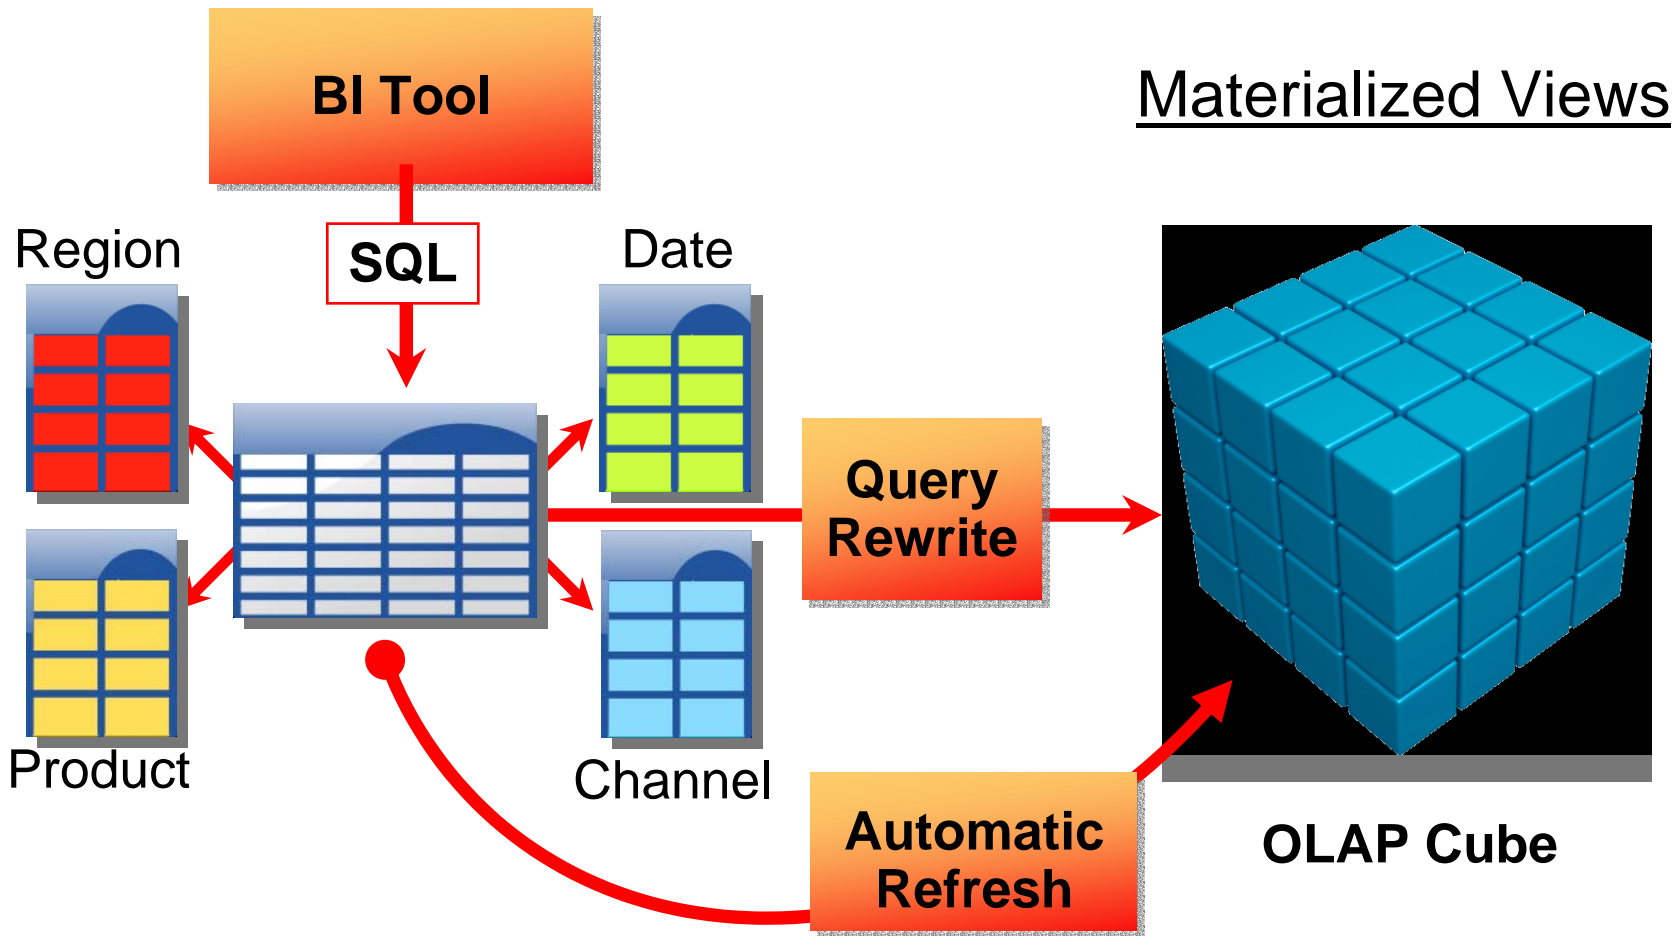 BI Tool
Materialized Views
SQL
Region
Date
Query
Rewrite
Product
Channel
Automatic
Refresh
OLAP Cube